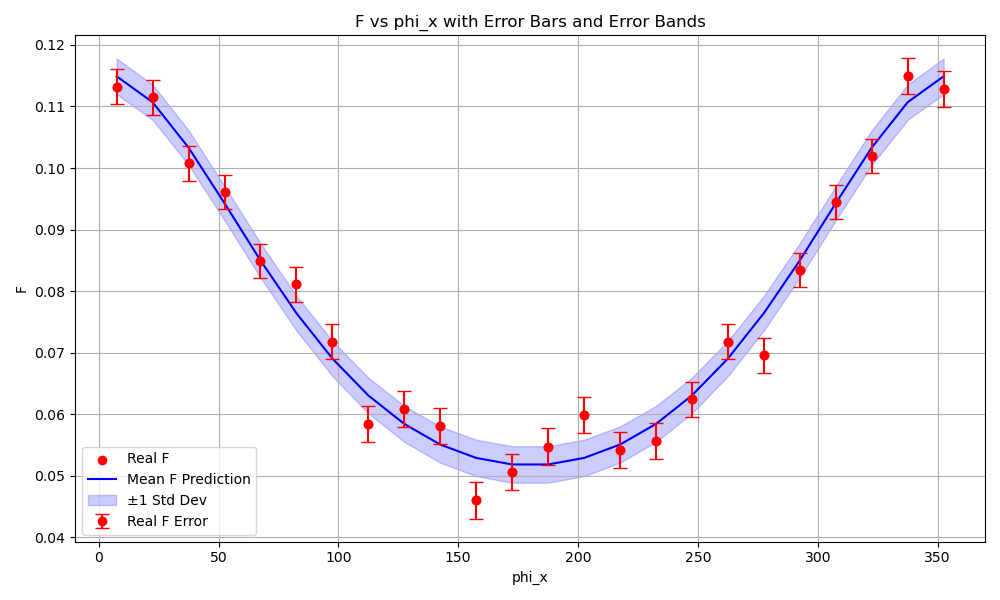 F vs phi_x with Error Bars and Error Bands
0.12
0.11
0.10
0.09
0.08
0.07
0.06
0.05
0.04
F
Real F
Mean F Prediction
±1 Std Dev
Real F Error
0 50 100 150 200 250 300 350
phi_x